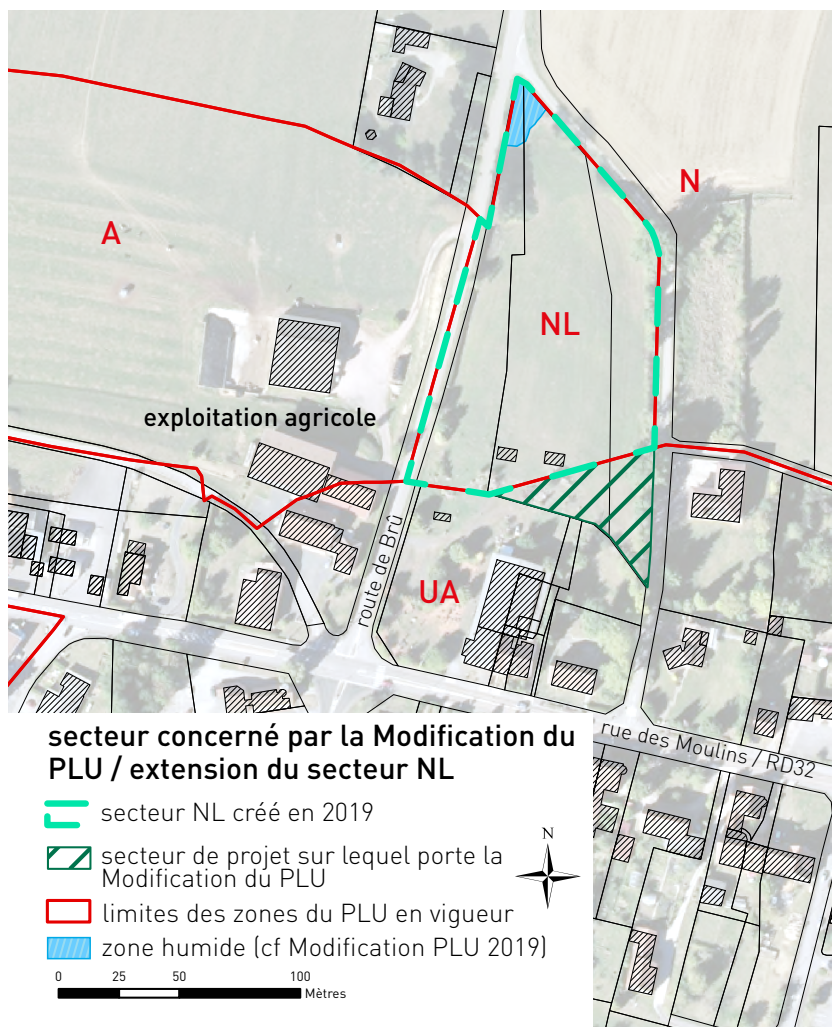 N
A
NL
exploitation agricole
route de Brû
UA
rue des Moulins / RD32
secteur concerné par la Modification du
PLU / extension du secteur NL
secteur NL créé en 2019
secteur de projet sur lequel porte la
Modification du PLU
limites des zones du PLU en vigueur
zone humide (cf Modification PLU 2019)
N
0 25 50 100
Mètres